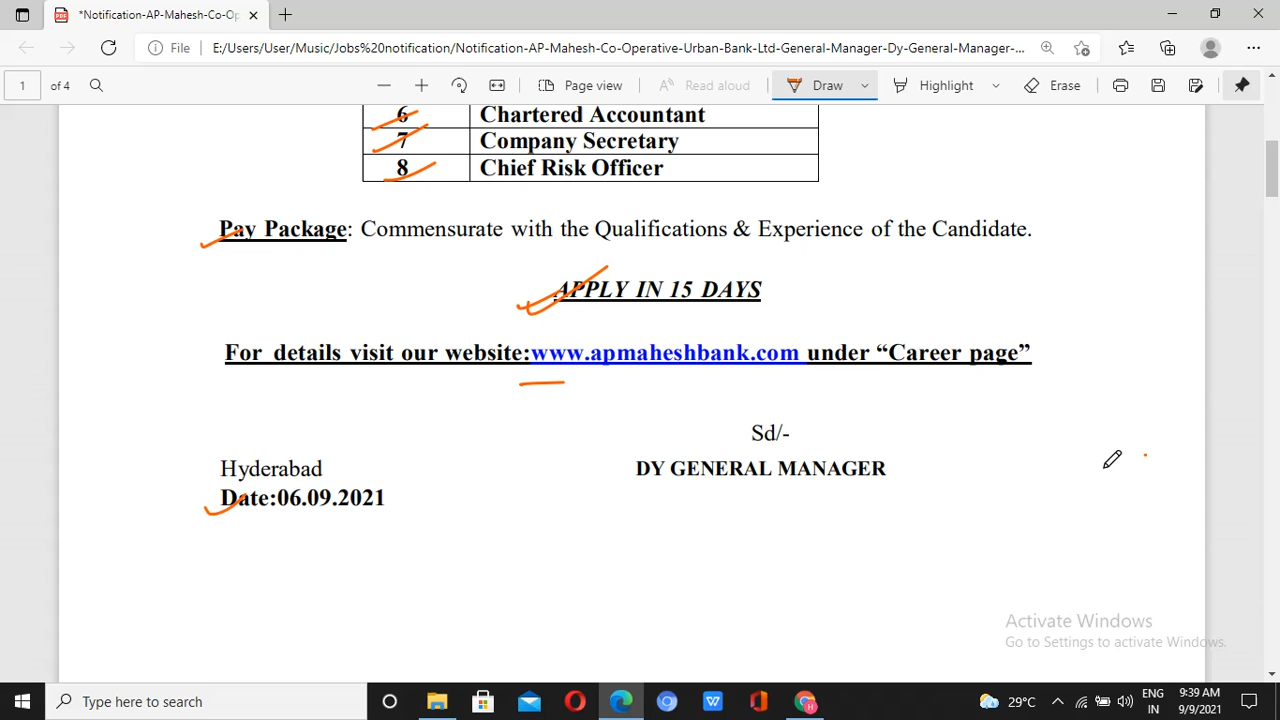 *Notification-AP-Mahesh-Co-Op
File
E:/Users/User/Music/Jobs%20notification/Notification-AP-Mahesh-Co-Operative-Urban-Bank-Ltd-General-Manager-Dy-General-Manager-...
1 of 4
Page view
Read aloud
Draw
Highlight
Erase
6 Chartered Accountant
7 Company Secretary
8 Chief Risk Officer
Pay Package: Commensurate with the Qualifications & Experience of the Candidate.
APPLY IN 15 DAYS
For details visit our website:www.apmaheshbank.com under “Career page”
Sd/-
Hyderabad
DY GENERAL MANAGER
Date:06.09.2021
Activate Windows
Go to Settings to activate Windows.
Type here to search
29°C
ENG
IN
9:39 AM
9/9/2021